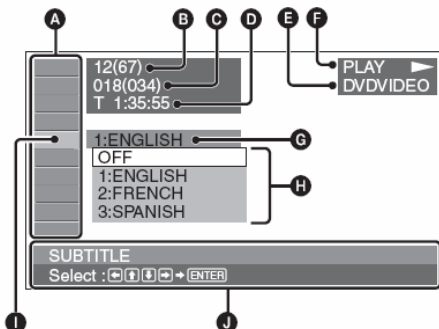 A B C D E F
12(67)
018(034)
T 1:35:55
PLAY
DVDVIDEO
1:ENGLISH G
OFF
1:ENGLISH
2:FRENCH
3:SPANISH
H
SUBTITLE
Select : ENTER
I J